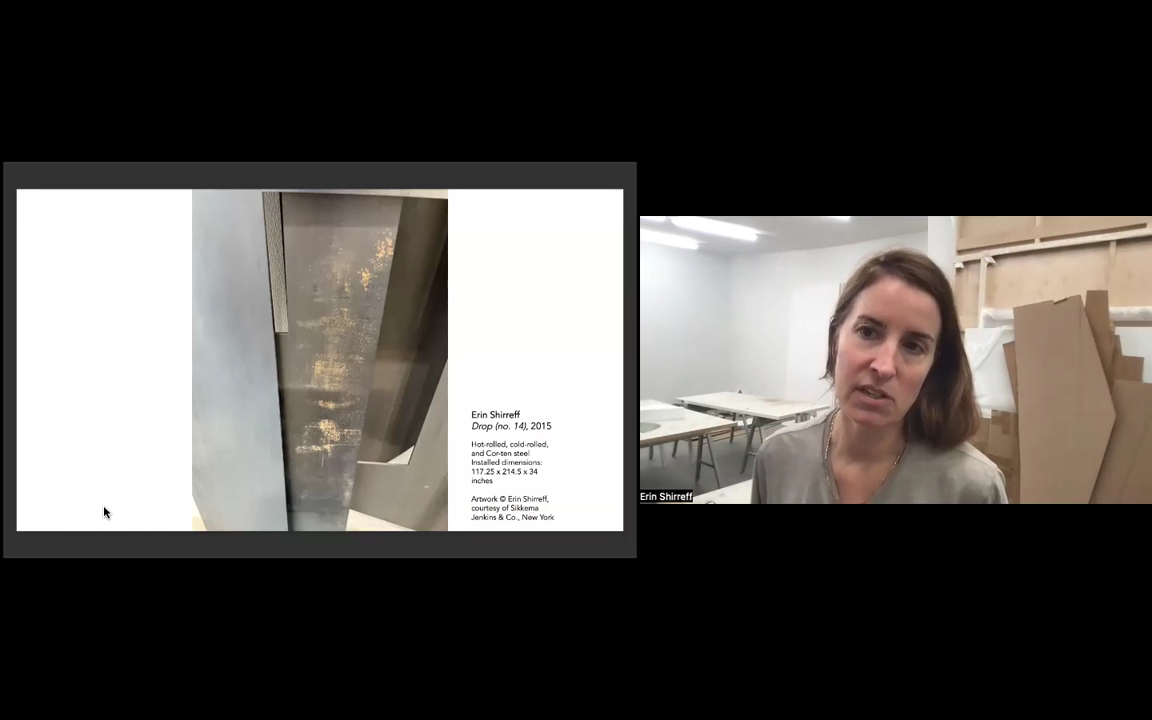 Erin Shirreff
Drop (no. 14), 2015
Hot-rolled, cold-rolled,
and Cor-ten steel
Installed dimensions:
117.25 x 214.5 x 34
inches
Artwork © Erin Shirreff,
courtesy of Sikkema
Jenkins & Co., New York
Erin Shirreff